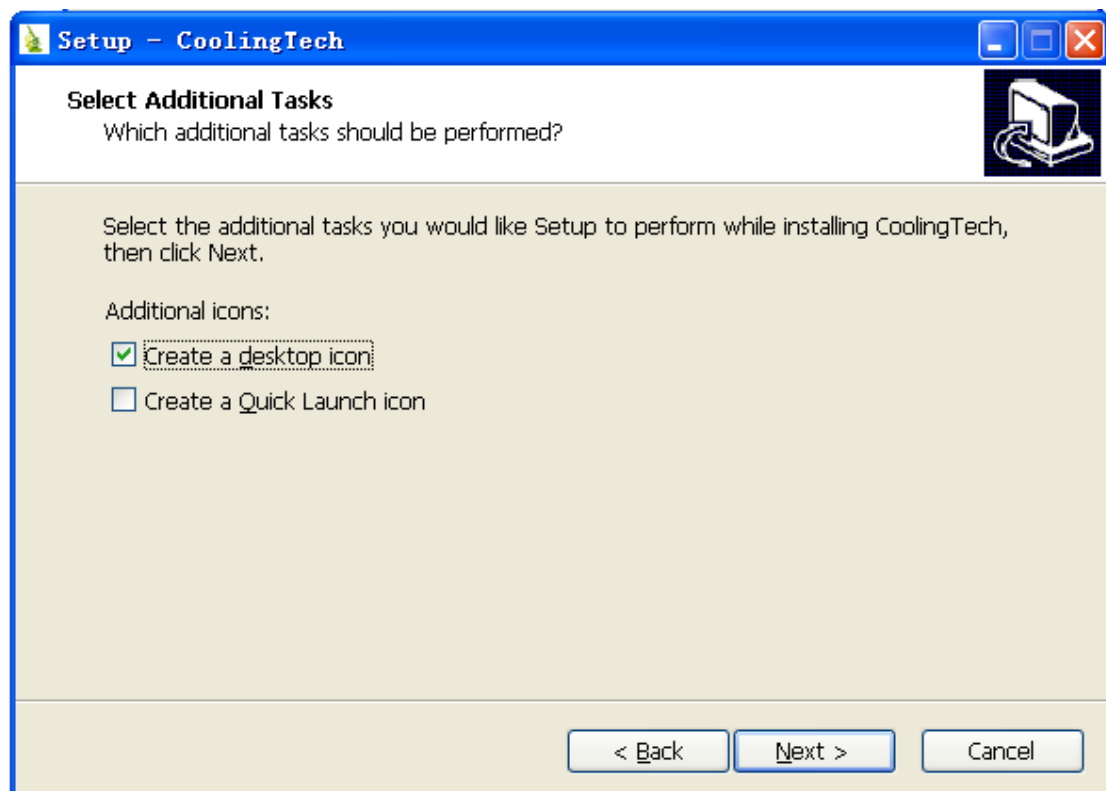 Setup - CoolingTech
Select Additional Tasks
Which additional tasks should be performed?
Select the additional tasks you would like Setup to perform while installing CoolingTech,
then click Next.
Additional icons:
Create a desktop icon
Create a Quick Launch icon
< Back
Next >
Cancel